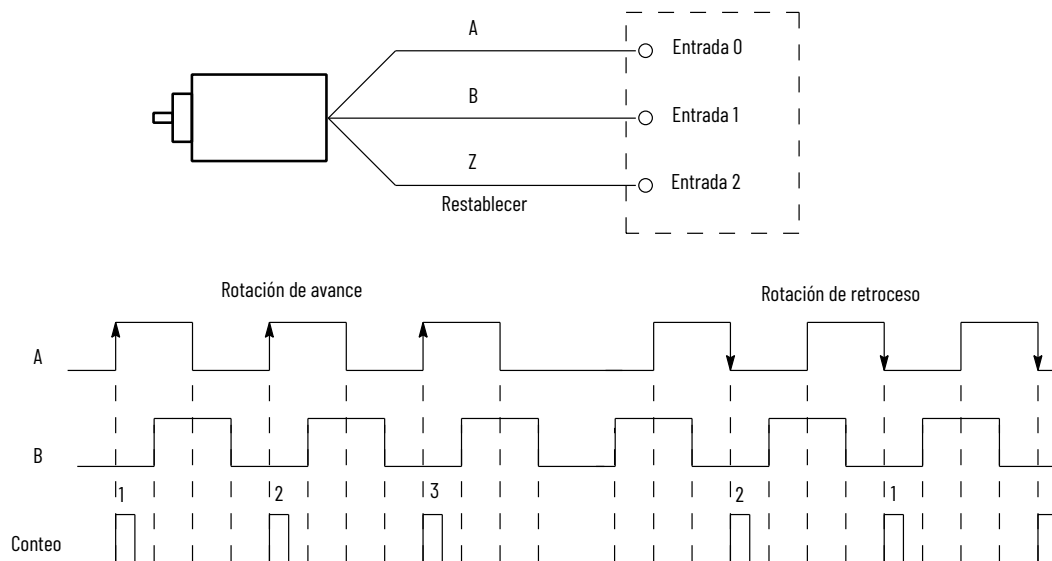 A
Entrada 0
B
Entrada 1
Z
Entrada 2
Restablecer
Rotación de avance
Rotación de retroceso
A
B
1
2
3
2
1
Conteo